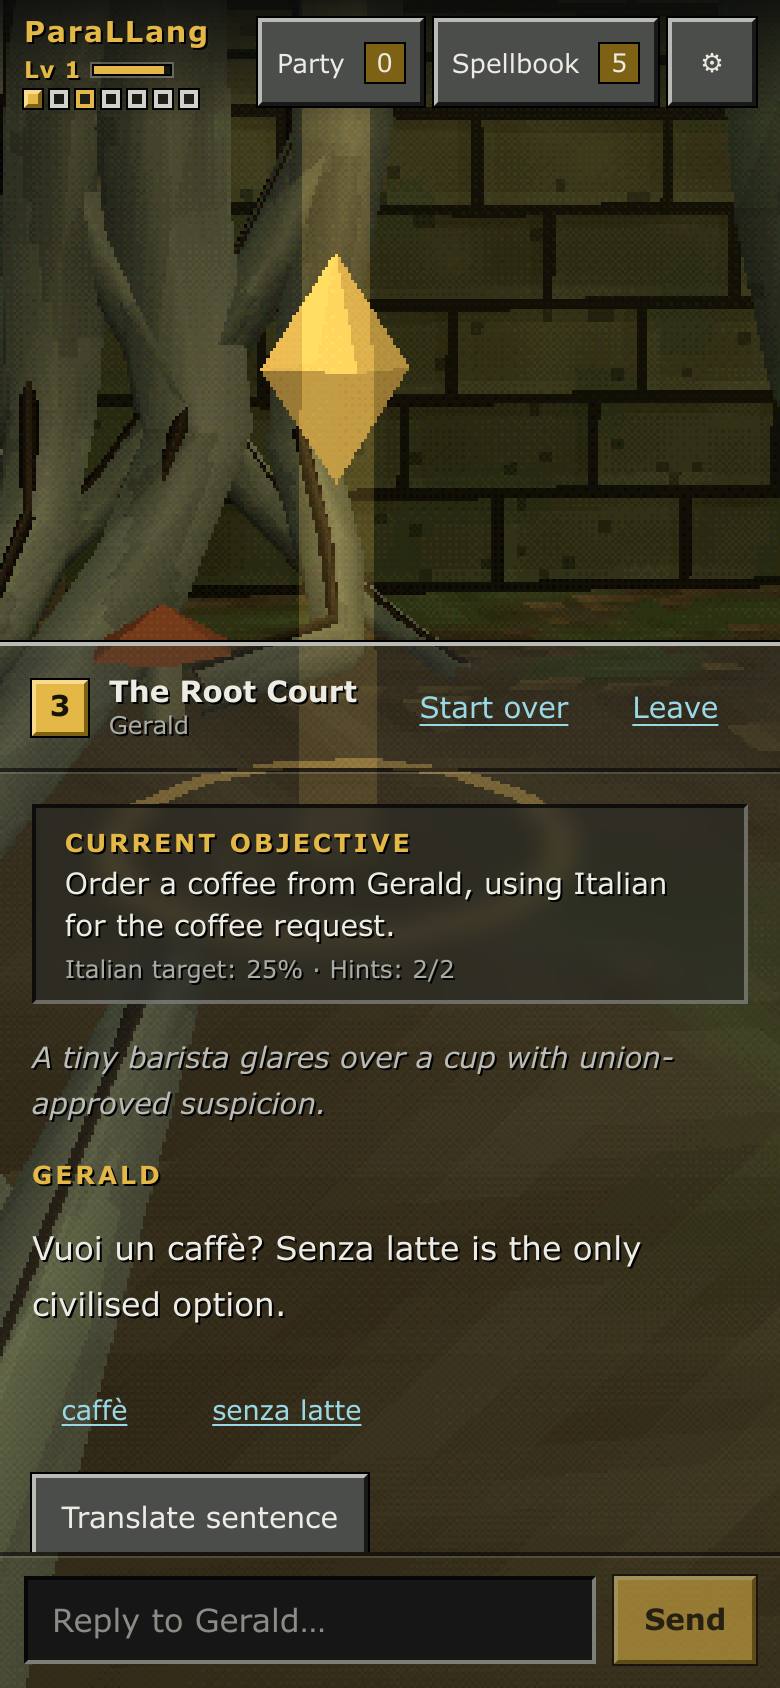 ParaLLang
Lv 1
Party 0
Spellbook 5
⚙
3
The Root Court
Gerald
Start over
Leave
CURRENT OBJECTIVE
Order a coffee from Gerald, using Italian
for the coffee request.
Italian target: 25% · Hints: 2/2
A tiny barista glares over a cup with union-
approved suspicion.
GERALD
Vuoi un caffè? Senza latte is the only
civilised option.
caffè
senza latte
Translate sentence
Reply to Gerald…
Send